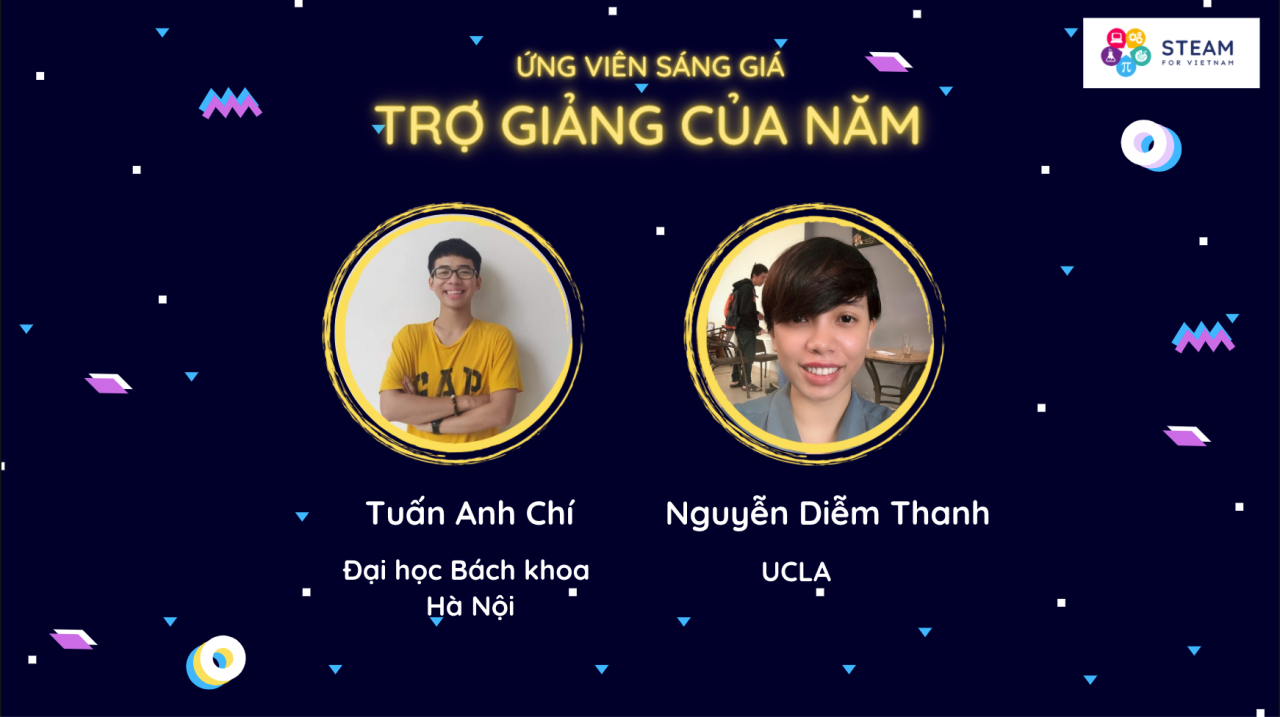 STEAM
FOR VIETNAM
ỨNG VIÊN SÁNG GIÁ
TRỢ GIẢNG CỦA NĂM
GAP
Tuấn Anh Chí
Nguyễn Diễm Thanh
Đại học Bách khoa
Hà Nội
UCLA